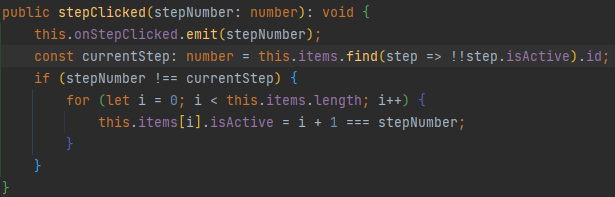 public stepClicked(stepNumber: number): void {
    this.onStepClicked.emit(stepNumber);
    const currentStep: number = this.items.find(step => !!step.isActive).id;
    if (stepNumber !== currentStep) {
        for (let i = 0; i < this.items.length; i++) {
            this.items[i].isActive = i + 1 === stepNumber;
        }
    }
}